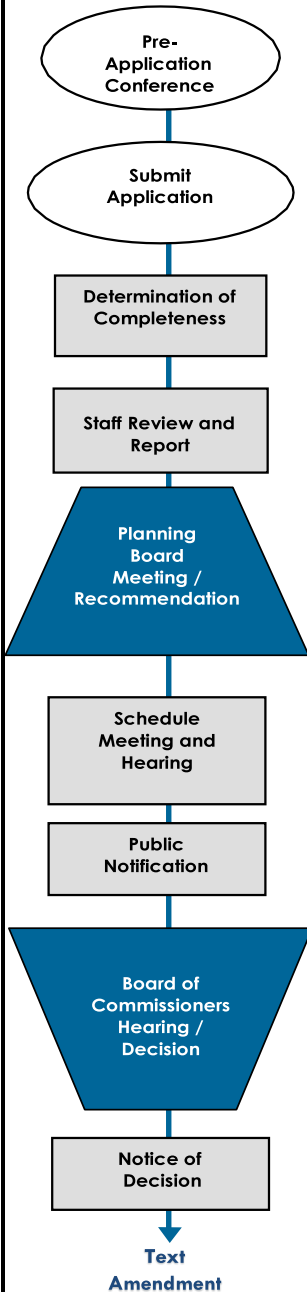 Pre-
Application
Conference
Submit
Application
Determination of
Completeness
Staff Review and
Report
Planning
Board
Meeting /
Recommendation
Schedule
Meeting and
Hearing
Public
Notification
Board of
Commissioners
Hearing /
Decision
Notice of
Decision
Text
Amendment